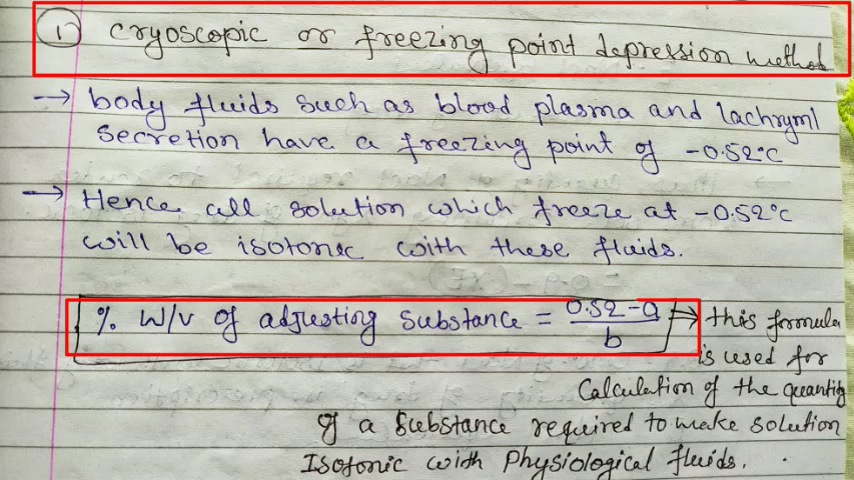 ① cryoscopic or freezing point depression method
→ body fluids such as blood plasma and lachryml
secretion have a freezing point of -0.52°C
→ Hence all solution which freeze at -0.52°C
will be isotonic with these fluids.
% W/V of adjusting substance = \frac{0.52-a}{b} → this formula
is used for
Calculation of the quantity
of a substance required to make solution
Isotonic with Physiological fluids.